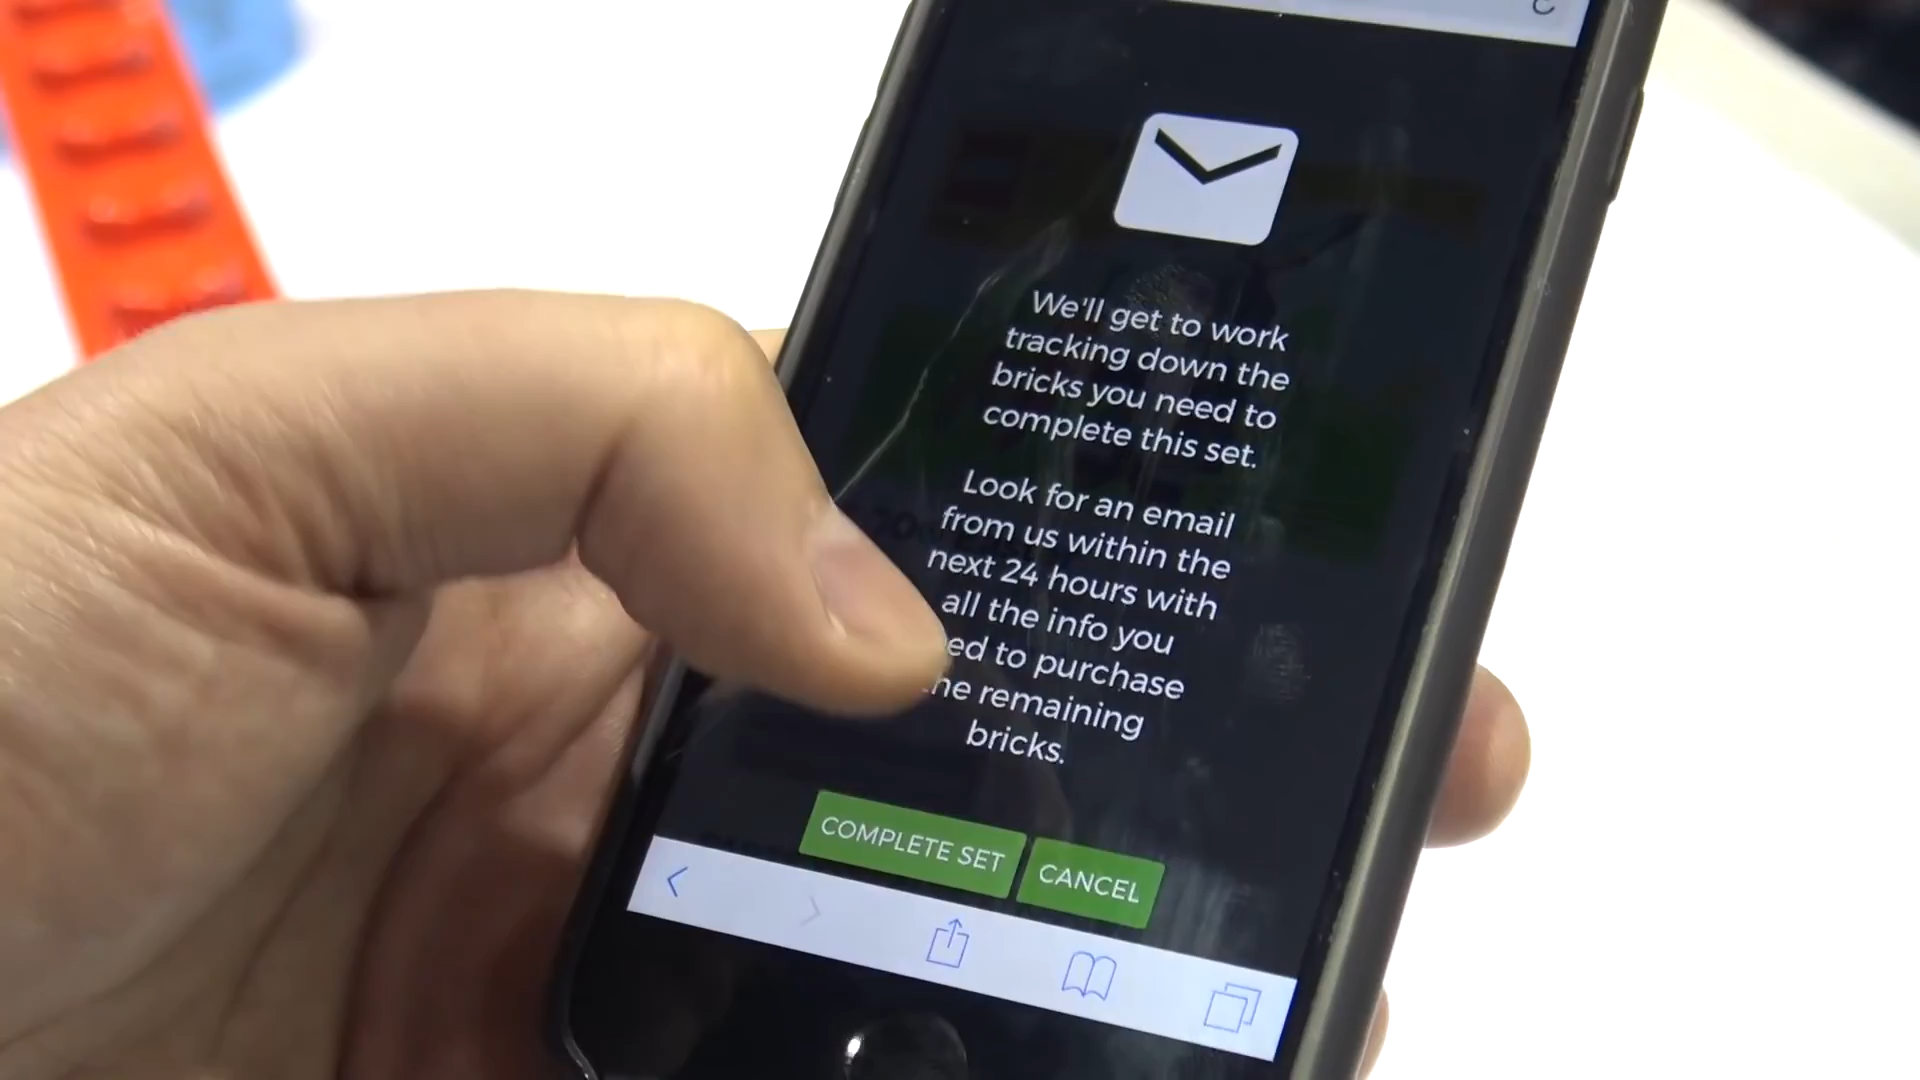 We'll get to work
tracking down the
bricks you need to
complete this set.
Look for an email
from us within the
next 24 hours with
all the info you
ed to purchase
he remaining
bricks.
COMPLETE SET
CANCEL